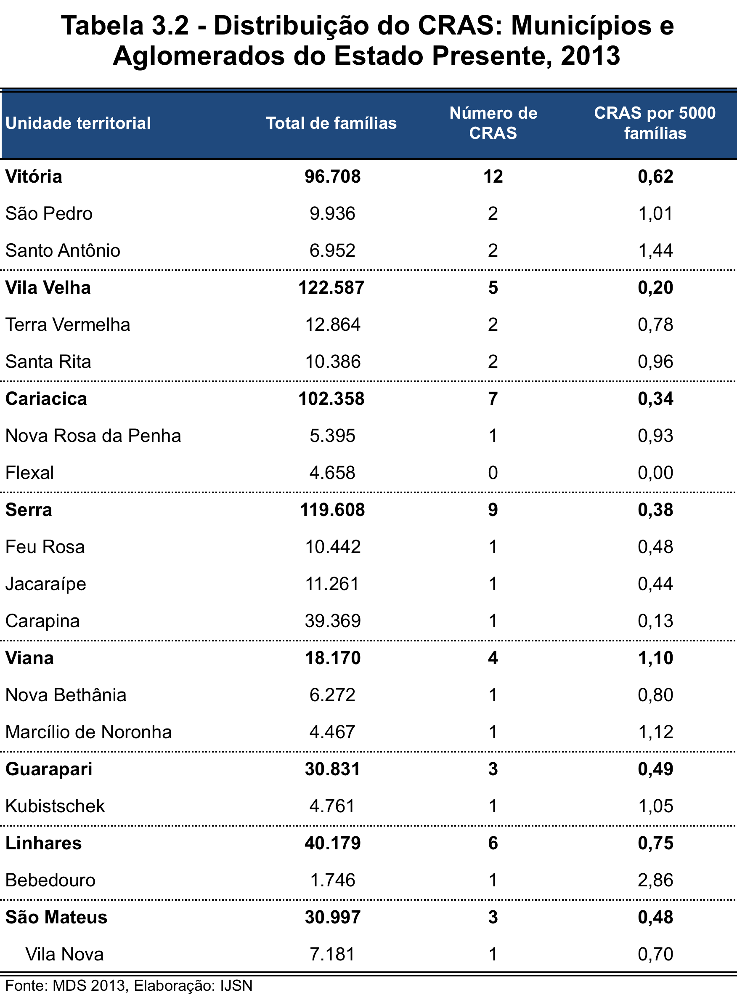 Tabela 3.2 - Distribuição do CRAS: Municípios e
Aglomerados do Estado Presente, 2013
Unidade territorial Total de famílias Número de CRAS CRAS por 5000 famílias
Vitória 96.708 12 0,62
São Pedro 9.936 2 1,01
Santo Antônio 6.952 2 1,44
Vila Velha 122.587 5 0,20
Terra Vermelha 12.864 2 0,78
Santa Rita 10.386 2 0,96
Cariacica 102.358 7 0,34
Nova Rosa da Penha 5.395 1 0,93
Flexal 4.658 0 0,00
Serra 119.608 9 0,38
Feu Rosa 10.442 1 0,48
Jacaraípe 11.261 1 0,44
Carapina 39.369 1 0,13
Viana 18.170 4 1,10
Nova Bethânia 6.272 1 0,80
Marcílio de Noronha 4.467 1 1,12
Guarapari 30.831 3 0,49
Kubistschek 4.761 1 1,05
Linhares 40.179 6 0,75
Bebedouro 1.746 1 2,86
São Mateus 30.997 3 0,48
Vila Nova 7.181 1 0,70
Fonte: MDS 2013, Elaboração: IJSN